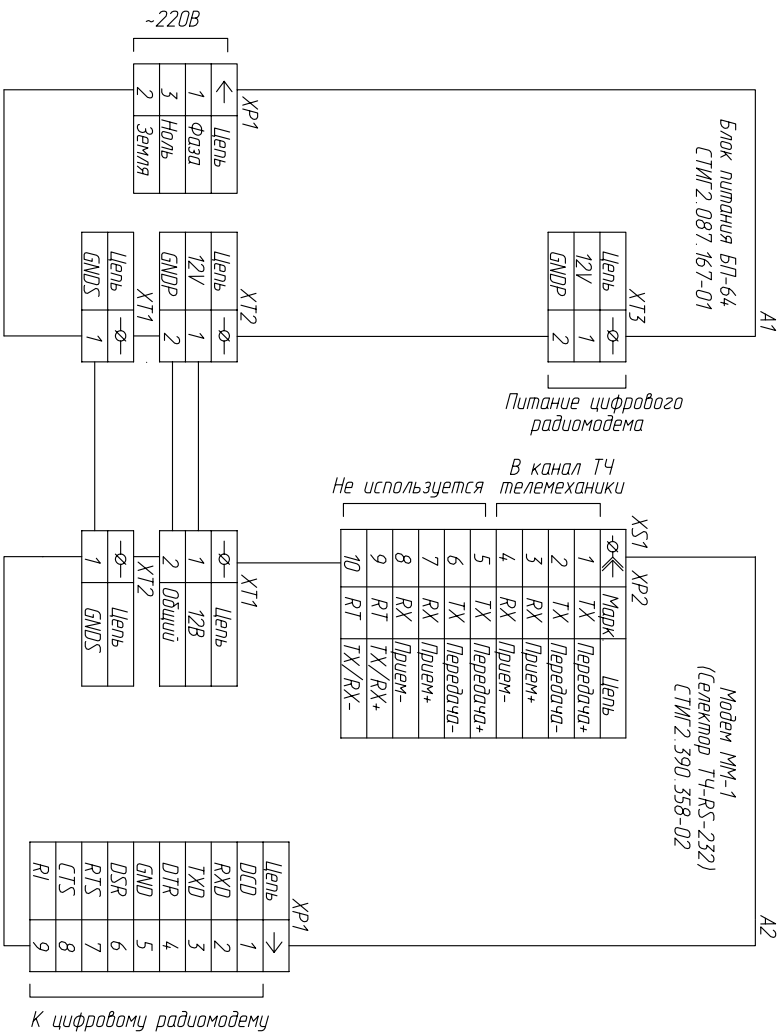 A1
Блок питания БП-64
СТИГ2.087.167-01
XP1
Цепь
1 Фаза
3 Ноль
2 Земля
~220В
XT3
Цепь
12V 1
GNDP 2
Питание цифрового
радиомодема
XT2
Цепь
12V 1
GNDP 2
XT1
Цепь
GNDS 1
A2
Модем ММ-1
(Селектор ТЧ-RS-232)
СТИГ2.390.358-02
XS1 XP2
Марк. Цепь
1 TX Передача+
2 TX Передача-
3 RX Прием+
4 RX Прием-
5 TX Передача+
6 TX Передача-
7 RX Прием+
8 RX Прием-
9 RT TX/RX+
10 RT TX/RX-
В канал ТЧ
телемеханики
Не используется
XT1
Цепь
1 12В
2 Общий
XT2
Цепь
1 GNDS
XP1
Цепь
DCD 1
RXD 2
TXD 3
DTR 4
GND 5
DSR 6
RTS 7
CTS 8
RI 9
К цифровому радиомодему